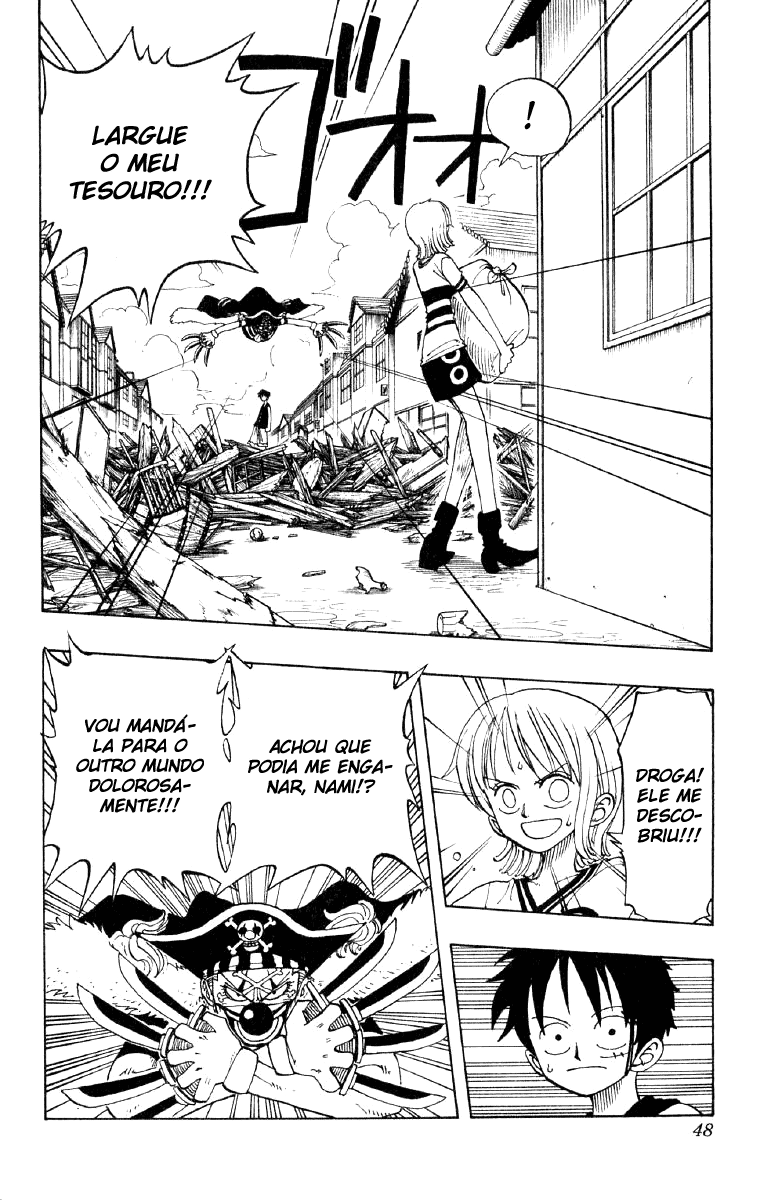 LARGUE
O MEU
TESOURO!!!
ゴオオ
!
DROGA!
ELE ME
DESCO-
BRIU!!!
ACHOU QUE
PODIA ME ENGA-
NAR, NAMI!?
VOU MANDÁ-
LA PARA O
OUTRO MUNDO
DOLOROSA-
MENTE!!!
48